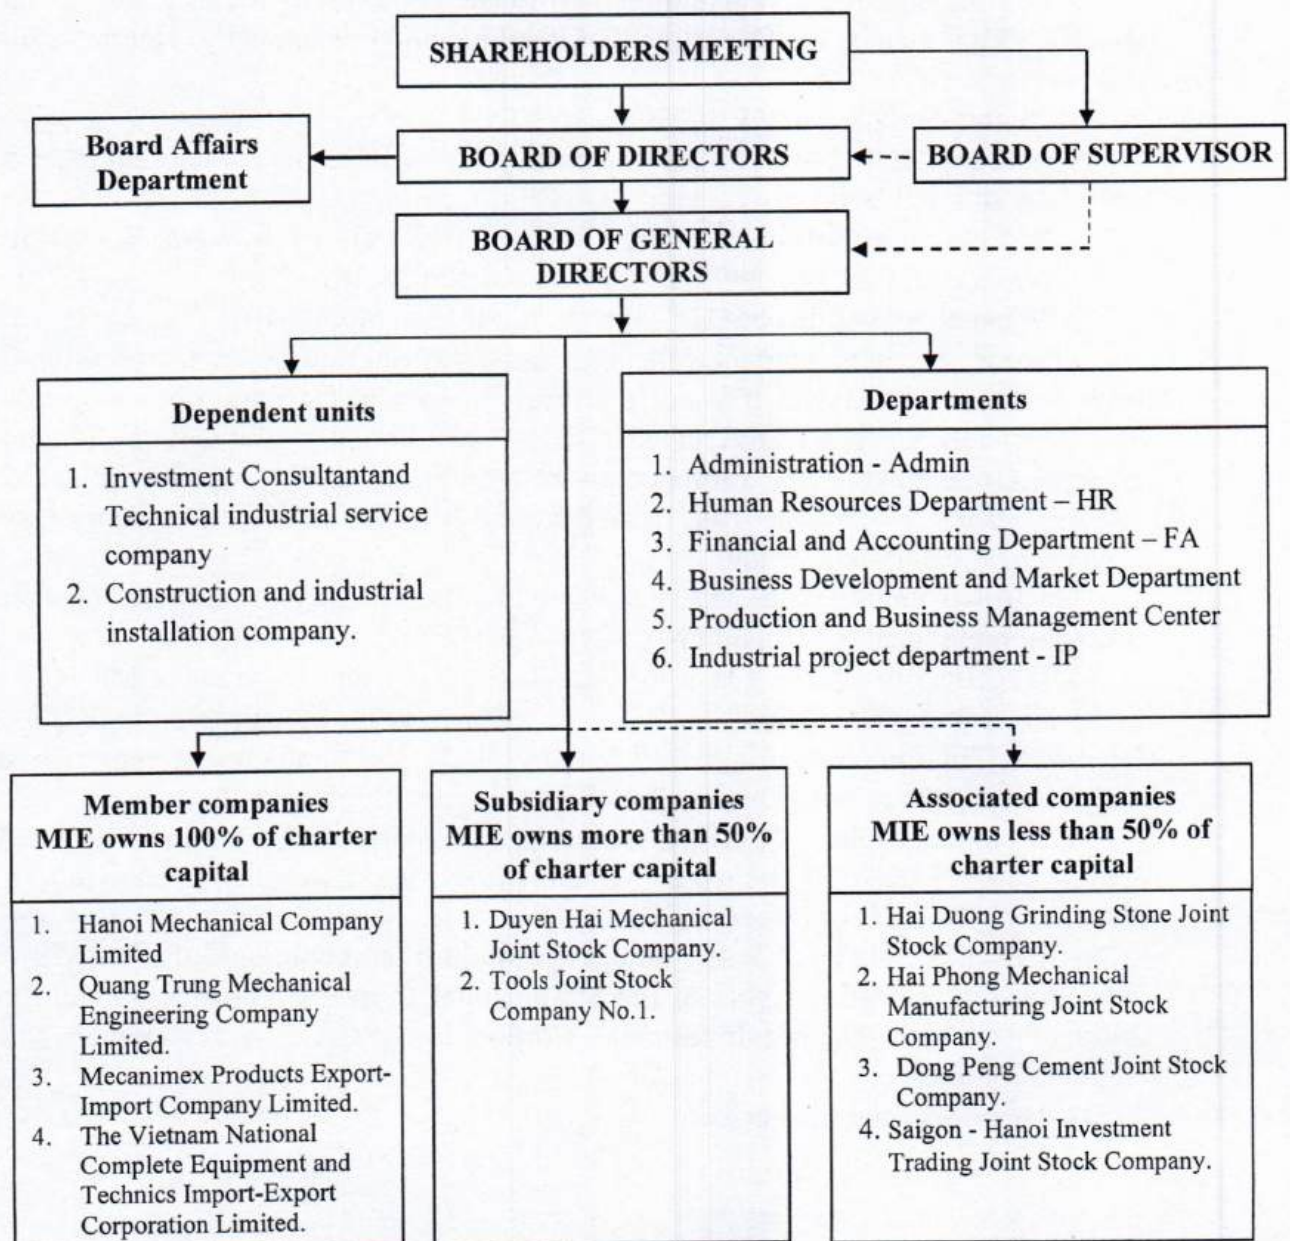 SHAREHOLDERS MEETING
Board Affairs
Department
BOARD OF DIRECTORS
BOARD OF SUPERVISOR
BOARD OF GENERAL
DIRECTORS
Dependent units
1. Investment Consultantand
Technical industrial service
company
2. Construction and industrial
installation company.
Departments
1. Administration - Admin
2. Human Resources Department – HR
3. Financial and Accounting Department – FA
4. Business Development and Market Department
5. Production and Business Management Center
6. Industrial project department - IP
Member companies
MIE owns 100% of charter
capital
1. Hanoi Mechanical Company
Limited
2. Quang Trung Mechanical
Engineering Company
Limited.
3. Mecanimex Products Export-
Import Company Limited.
4. The Vietnam National
Complete Equipment and
Technics Import-Export
Corporation Limited.
Subsidiary companies
MIE owns more than 50%
of charter capital
1. Duyen Hai Mechanical
Joint Stock Company.
2. Tools Joint Stock
Company No.1.
Associated companies
MIE owns less than 50% of
charter capital
1. Hai Duong Grinding Stone Joint
Stock Company.
2. Hai Phong Mechanical
Manufacturing Joint Stock
Company.
3. Dong Peng Cement Joint Stock
Company.
4. Saigon - Hanoi Investment
Trading Joint Stock Company.